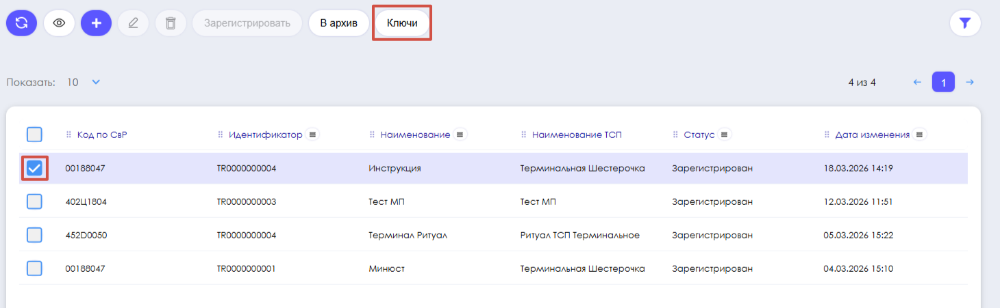 Зарегистрировать В архив Ключи
Показать: 10 4 из 4 1
Код по СвР Идентификатор Наименование Наименование ТСП Статус Дата изменения
00188047 TR0000000004 Инструкция Терминальная Шестерочка Зарегистрирован 18.03.2026 14:19
402Ц1804 TR0000000003 Тест МП Тест МП Зарегистрирован 12.03.2026 11:51
452D0050 TR0000000004 Терминал Ритуал Ритуал ТСП Терминальное Зарегистрирован 05.03.2026 15:22
00188047 TR0000000001 Минюст Терминальная Шестерочка Зарегистрирован 04.03.2026 15:10